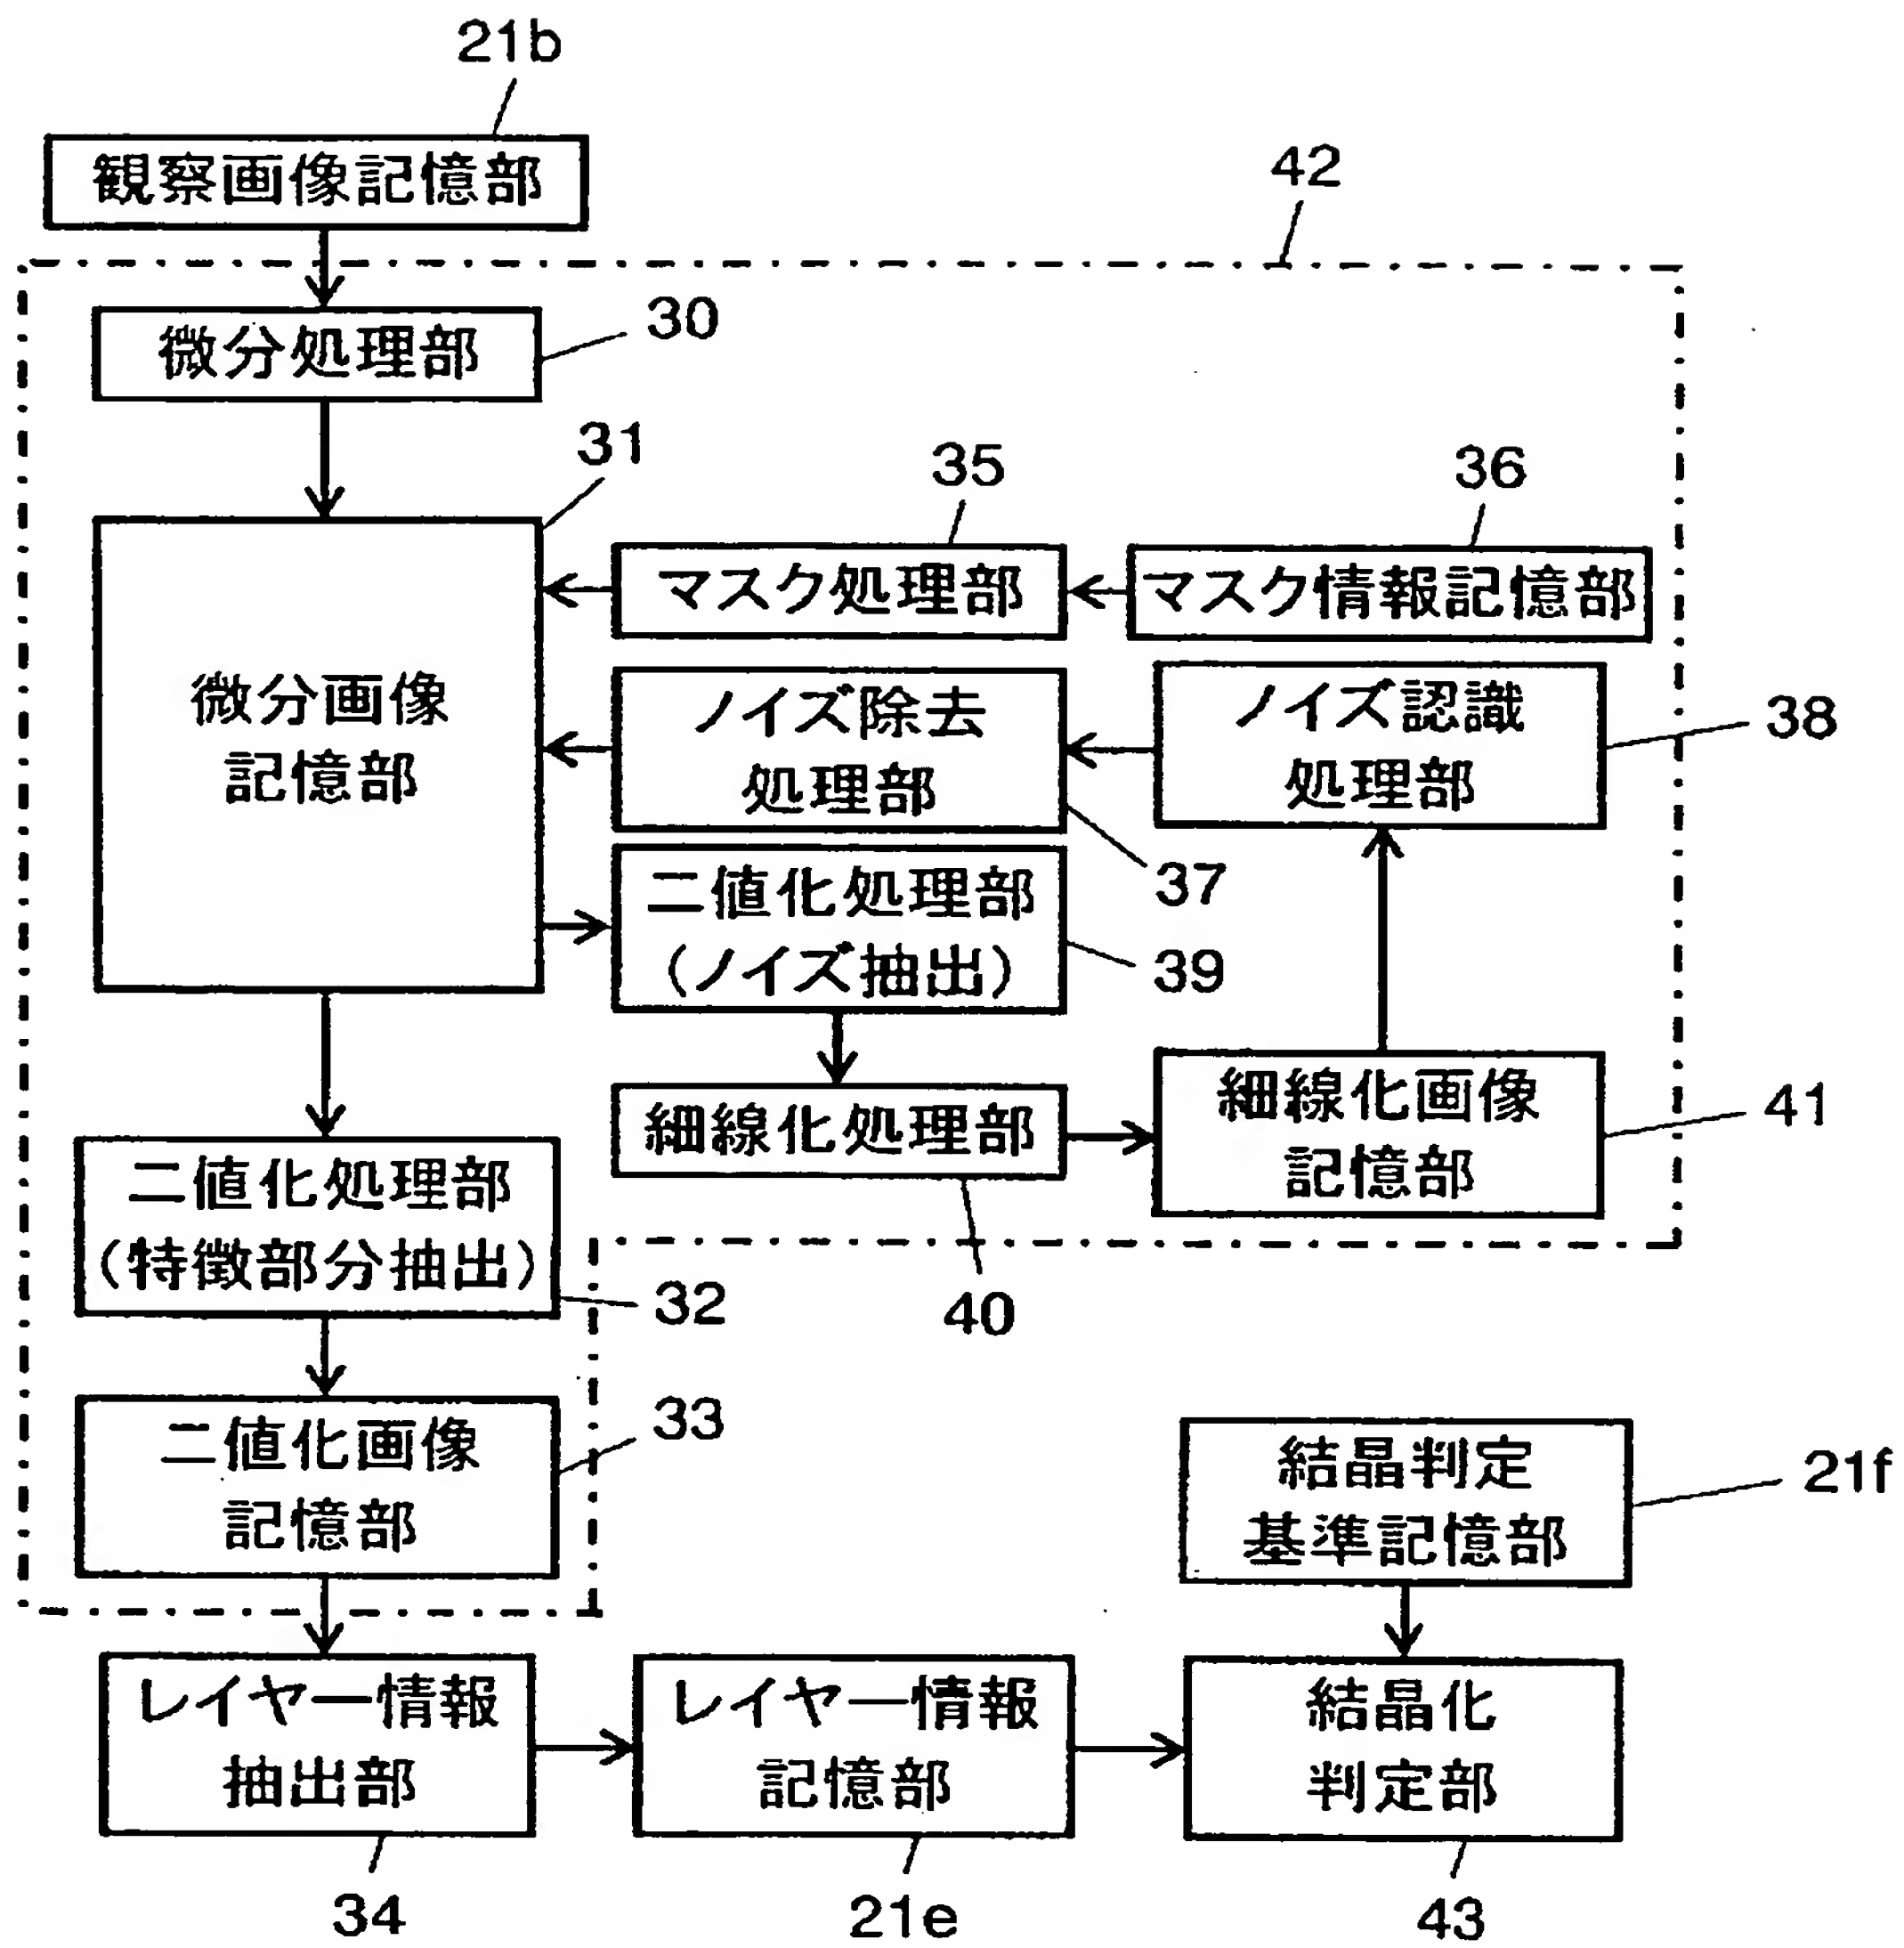 21b
観察画像記憶部
42
微分処理部
30
31
35
36
マスク処理部
マスク情報記憶部
微分画像
記憶部
ノイズ除去
処理部
37
ノイズ認識
処理部
38
二値化処理部
(ノイズ抽出)
39
細線化処理部
40
細線化画像
記憶部
41
二値化処理部
(特徴部分抽出)
32
二値化画像
記憶部
33
結晶判定
基準記憶部
21f
レイヤー情報
抽出部
34
レイヤー情報
記憶部
21e
結晶化
判定部
43